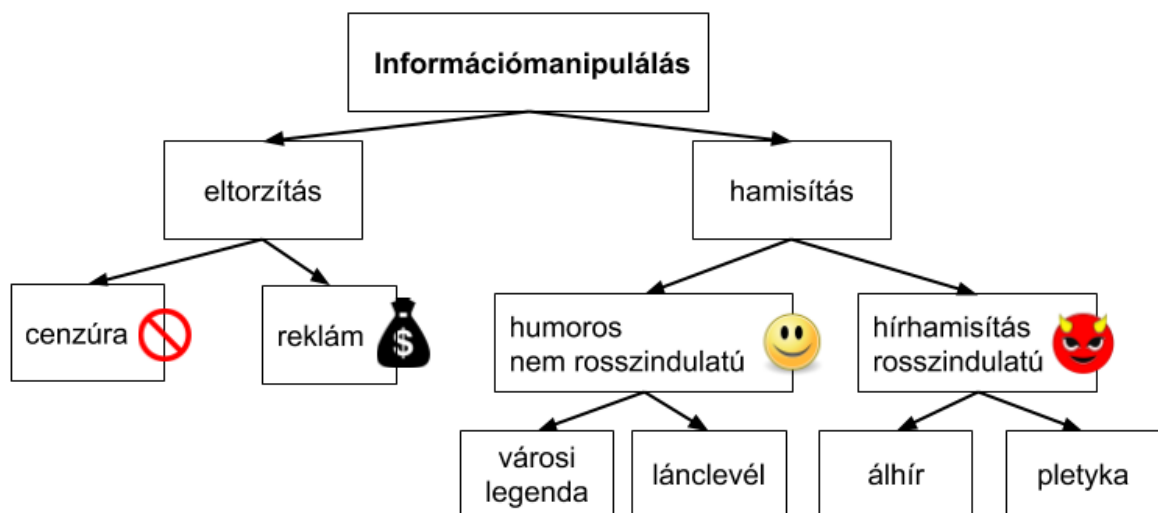 Információmanipulálás
eltorzítás
hamisítás
cenzúra
reklám
$
humoros
nem rosszindulatú
hírhamisítás
rosszindulatú
városi
legenda
lánclevél
álhír
pletyka